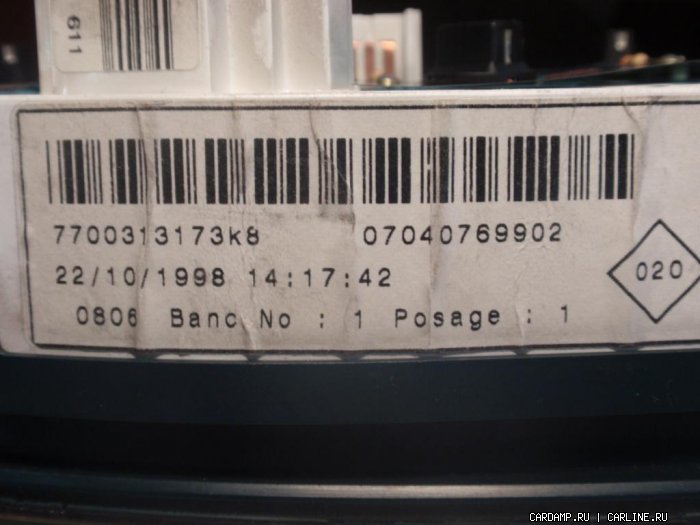 611
7700313173k8 07040769902
22/10/1998 14:17:42
020
0806 Banc No : 1 Posage : 1
CARDAMP.RU | CARLINE.RU